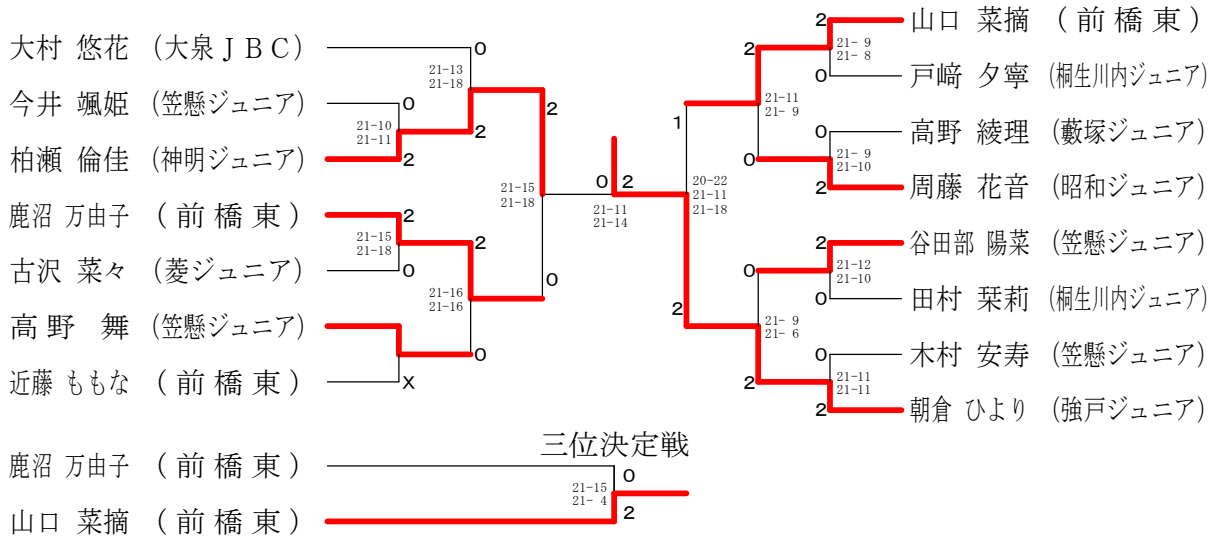 大村 悠花 (大泉ＪＢＣ)
今井 颯姫 (笠懸ジュニア)
柏瀬 倫佳 (神明ジュニア)
鹿沼 万由子 (前橋東)
古沢 菜々 (菱ジュニア)
高野 舞 (笠懸ジュニア)
近藤 ももな (前橋東)
0
21-13
21-18
2
0
21-10
21-11
2
2
21-15
21-18
0
2
21-16
21-16
0
X
2
21-15
21-18
0
0 2
21-11
21-14
1
20-22
21-11
21-18
2
2
21-11
21- 9
0
0
21- 9
21- 6
2
2
21- 9
21- 8
0
0
21- 9
21-10
2
2
21-12
21-10
0
0
21-11
21-11
2
山口 菜摘 (前橋東)
戸﨑 夕寧 (桐生川内ジュニア)
高野 綾理 (藪塚ジュニア)
周藤 花音 (昭和ジュニア)
谷田部 陽菜 (笠懸ジュニア)
田村 栞莉 (桐生川内ジュニア)
木村 安寿 (笠懸ジュニア)
朝倉 ひより (強戸ジュニア)
三位決定戦
鹿沼 万由子 (前橋東)
山口 菜摘 (前橋東)
0
21-15
21- 4
2